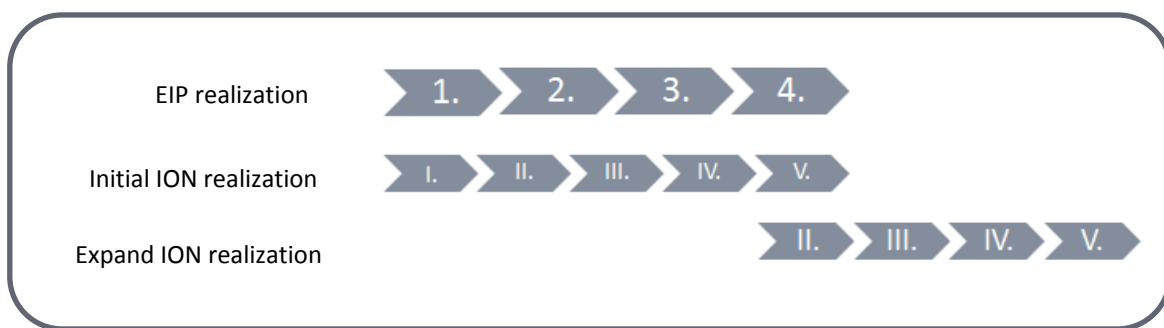 EIP realization 1. 2. 3. 4.
Initial ION realization I. II. III. IV. V.
Expand ION realization II. III. IV. V.